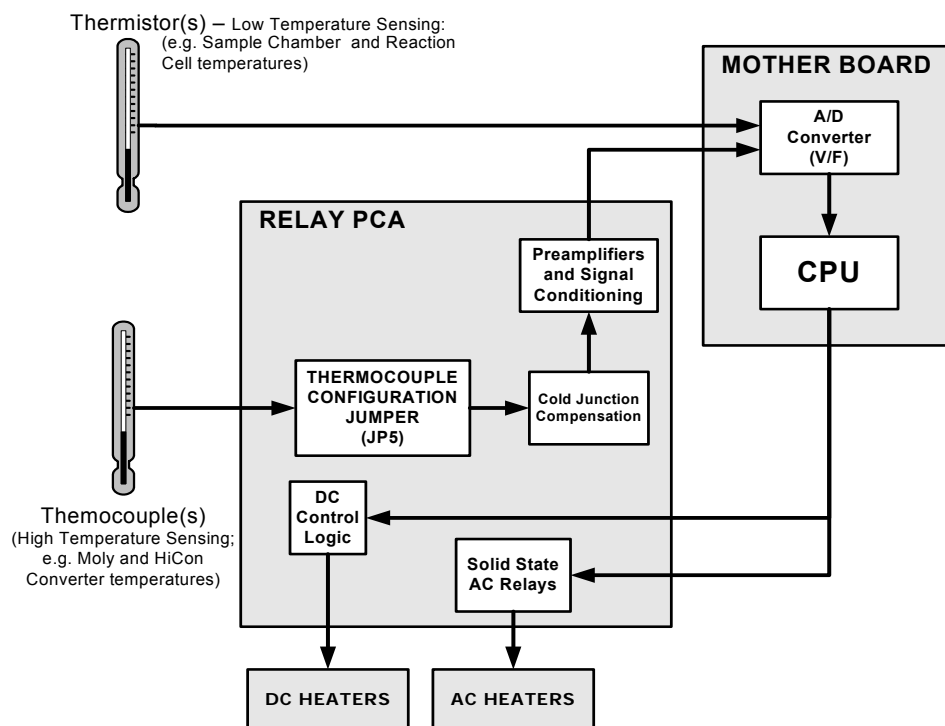 Thermistor(s) – Low Temperature Sensing:
(e.g. Sample Chamber and Reaction
Cell temperatures)
MOTHER BOARD
A/D
Converter
(V/F)
CPU
RELAY PCA
Preamplifiers
and Signal
Conditioning
THERMOCOUPLE
CONFIGURATION
JUMPER
(JP5)
Cold Junction
Compensation
Themocouple(s)
(High Temperature Sensing;
e.g. Moly and HiCon
Converter temperatures)
DC
Control
Logic
Solid State
AC Relays
DC HEATERS
AC HEATERS